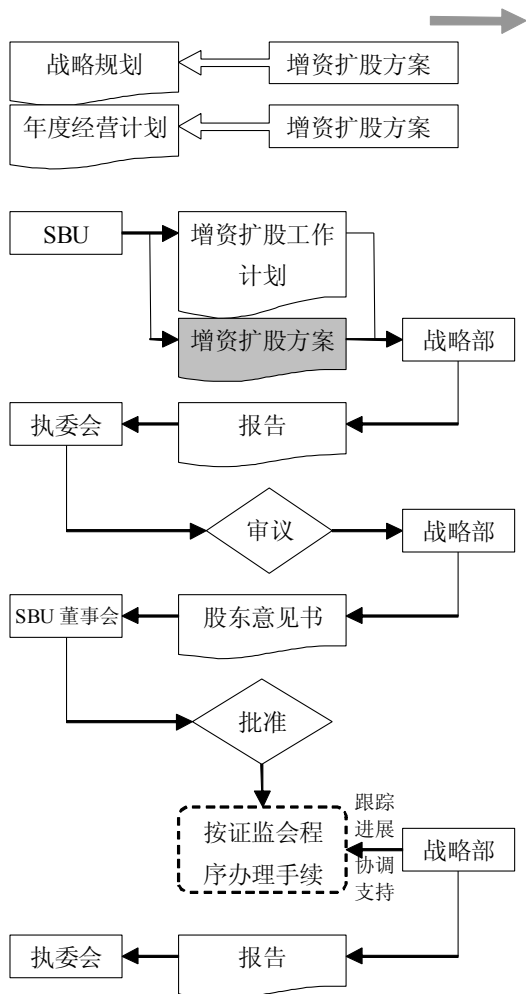 战略规划
增资扩股方案
年度经营计划
增资扩股方案
SBU
增资扩股工作
计划
增资扩股方案
战略部
执委会
报告
审议
战略部
SBU 董事会
股东意见书
批准
按证监会程
序办理手续
跟踪
进展
协调
支持
战略部
执委会
报告